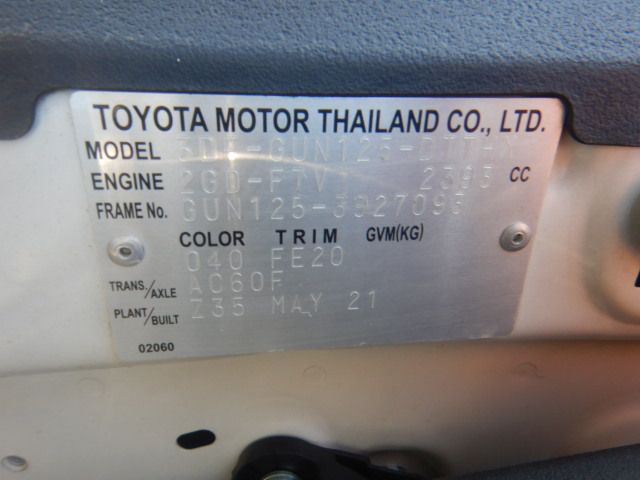 TOYOTA MOTOR THAILAND CO., LTD.
MODEL 3DF-GUN125-DTTHX
ENGINE 2GD-FTV 2393 CC
FRAME No. GUN125-3927093
COLOR TRIM GVM(KG)
040 FE20
TRANS./AXLE AC60F
PLANT/BUILT Z35 MAY 21
02060